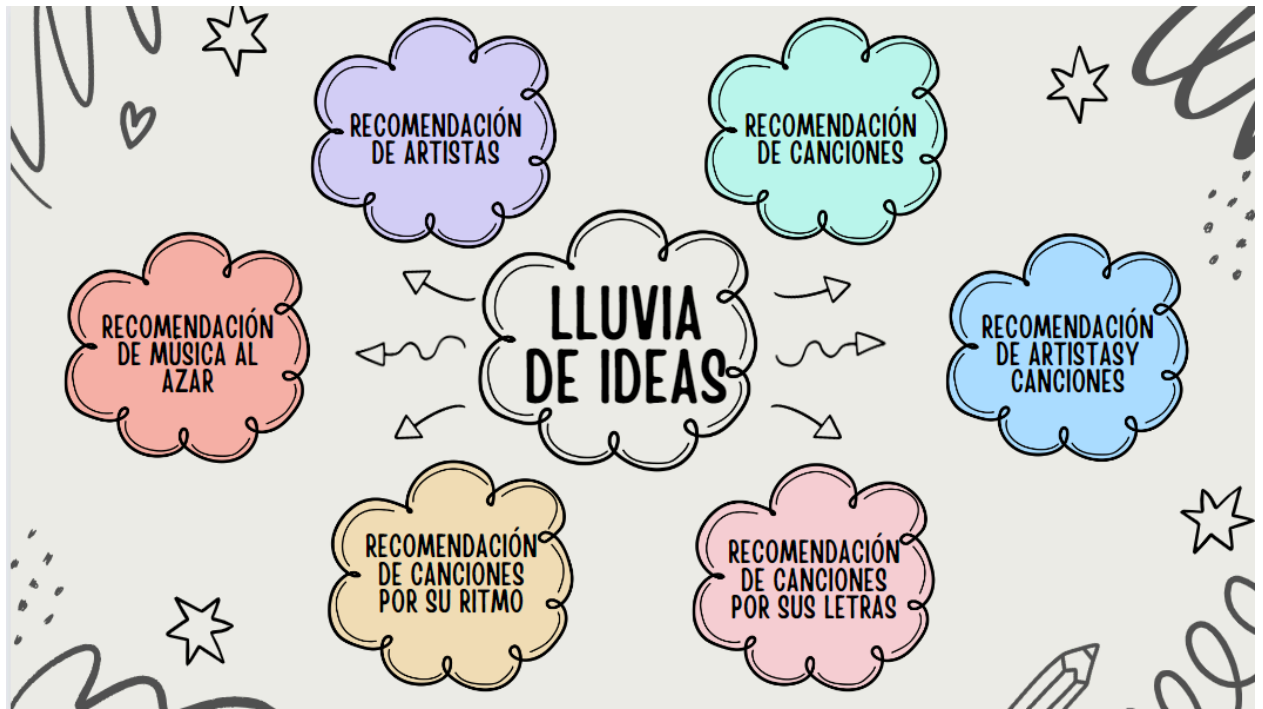 RECOMENDACIÓN
DE ARTISTAS
RECOMENDACIÓN
DE CANCIONES
RECOMENDACIÓN
DE MÚSICA AL
AZAR
LLUVIA
DE IDEAS
RECOMENDACIÓN
DE ARTISTASY
CANCIONES
RECOMENDACIÓN
DE CANCIONES
POR SU RITMO
RECOMENDACIÓN
DE CANCIONES
POR SUS LETRAS